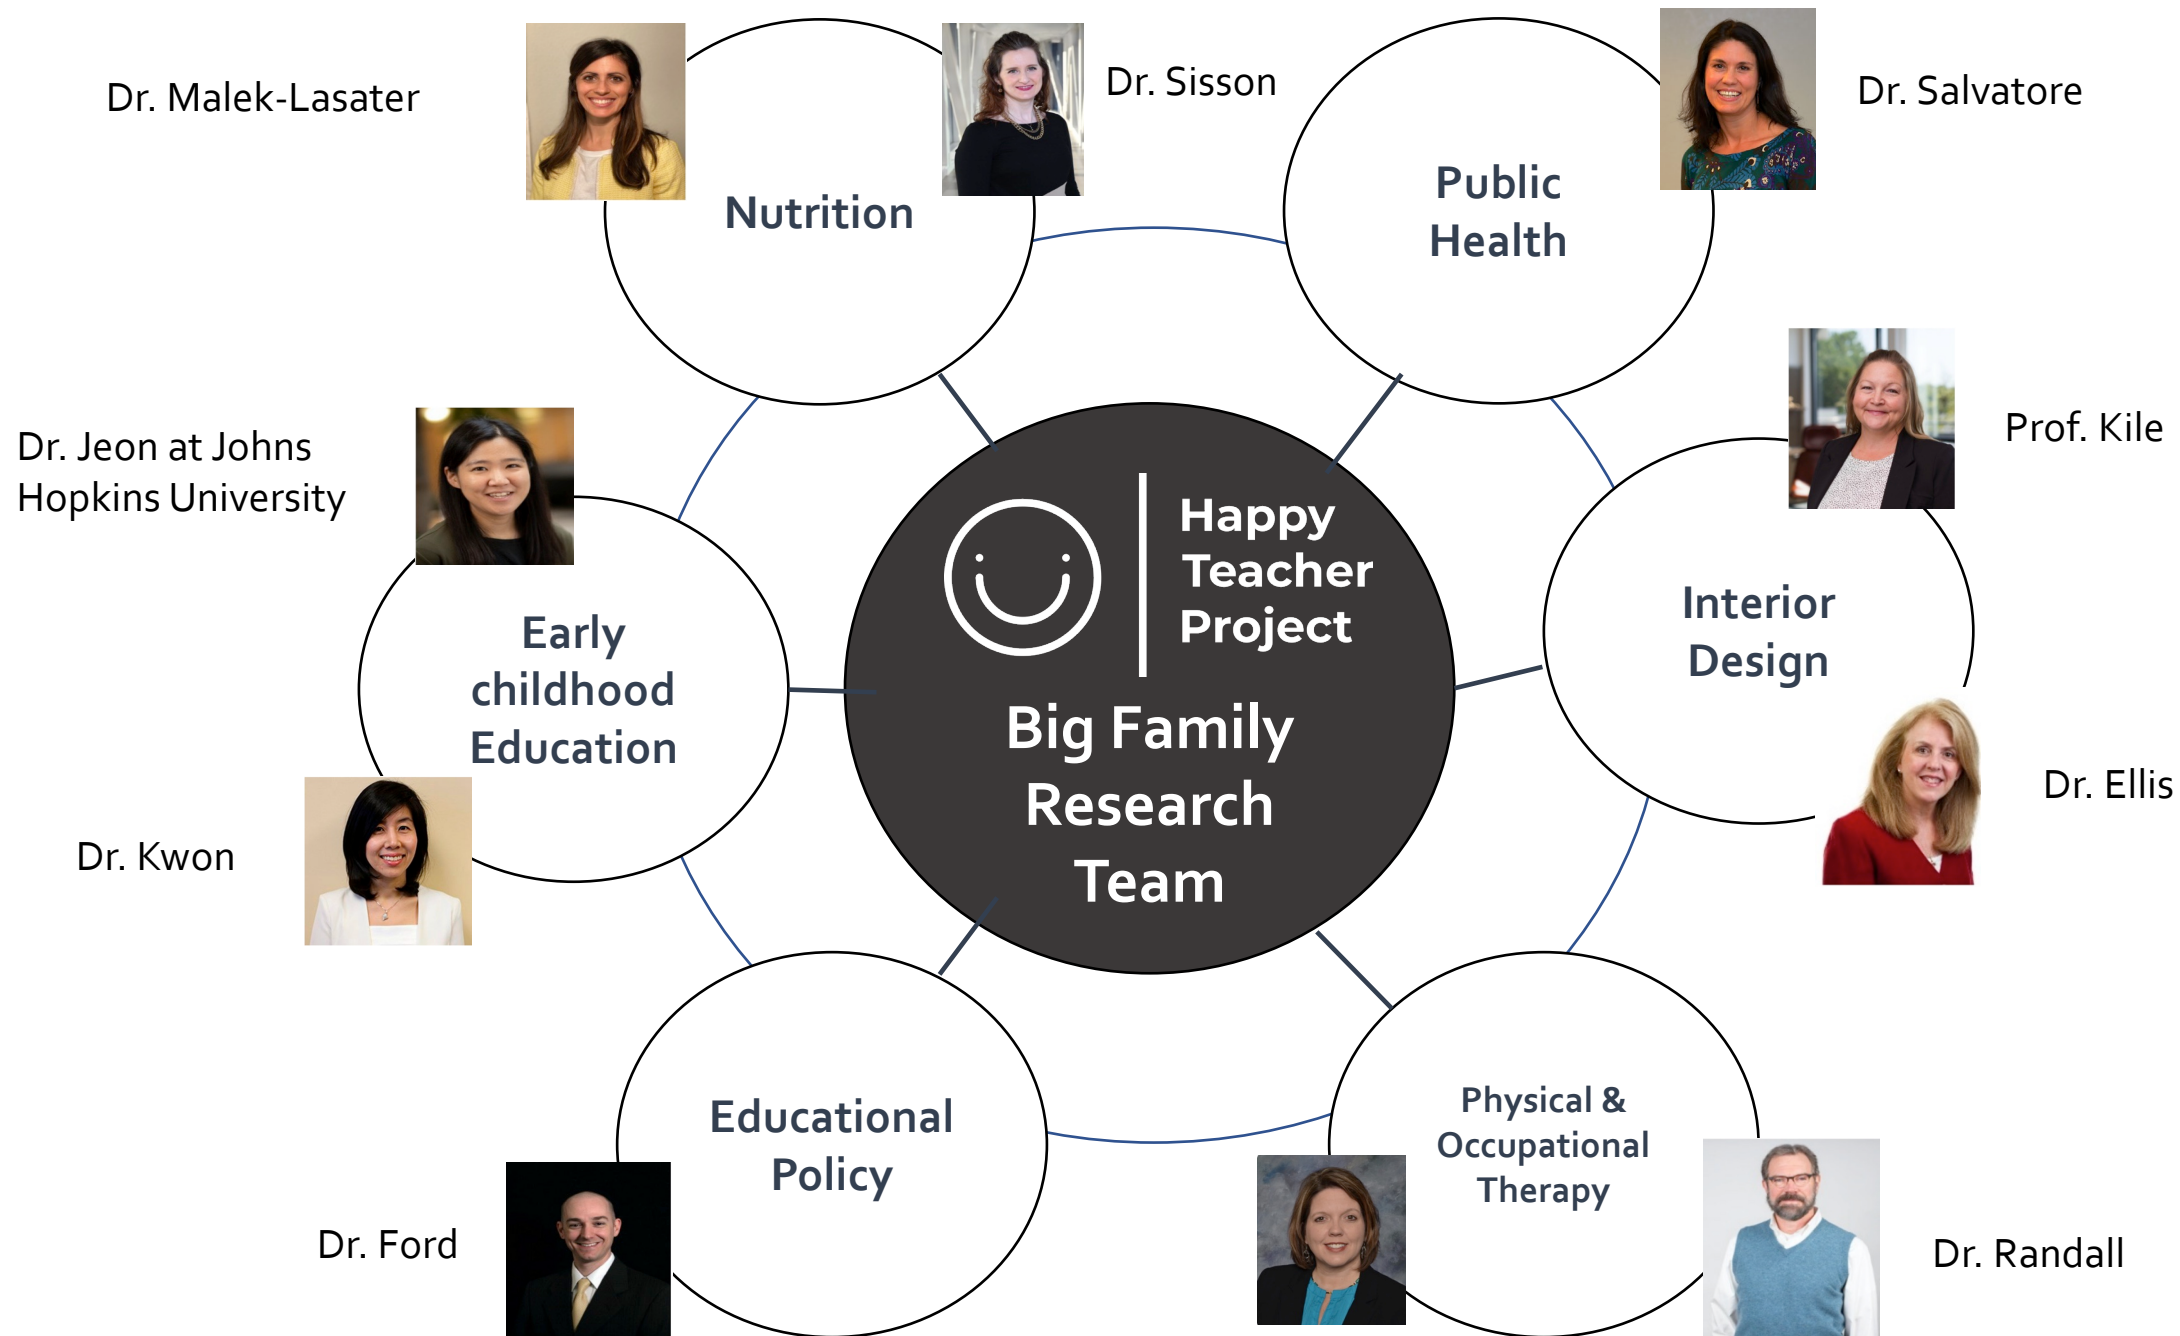 Dr. Malek-Lasater
Dr. Sisson
Dr. Salvatore
Nutrition
Public
Health
Dr. Jeon at Johns
Hopkins University
Prof. Kile
Happy
Teacher
Project
Early
childhood
Education
Interior
Design
Big Family
Research
Team
Dr. Kwon
Dr. Ellis
Educational
Policy
Physical &
Occupational
Therapy
Dr. Ford
Dr. Randall